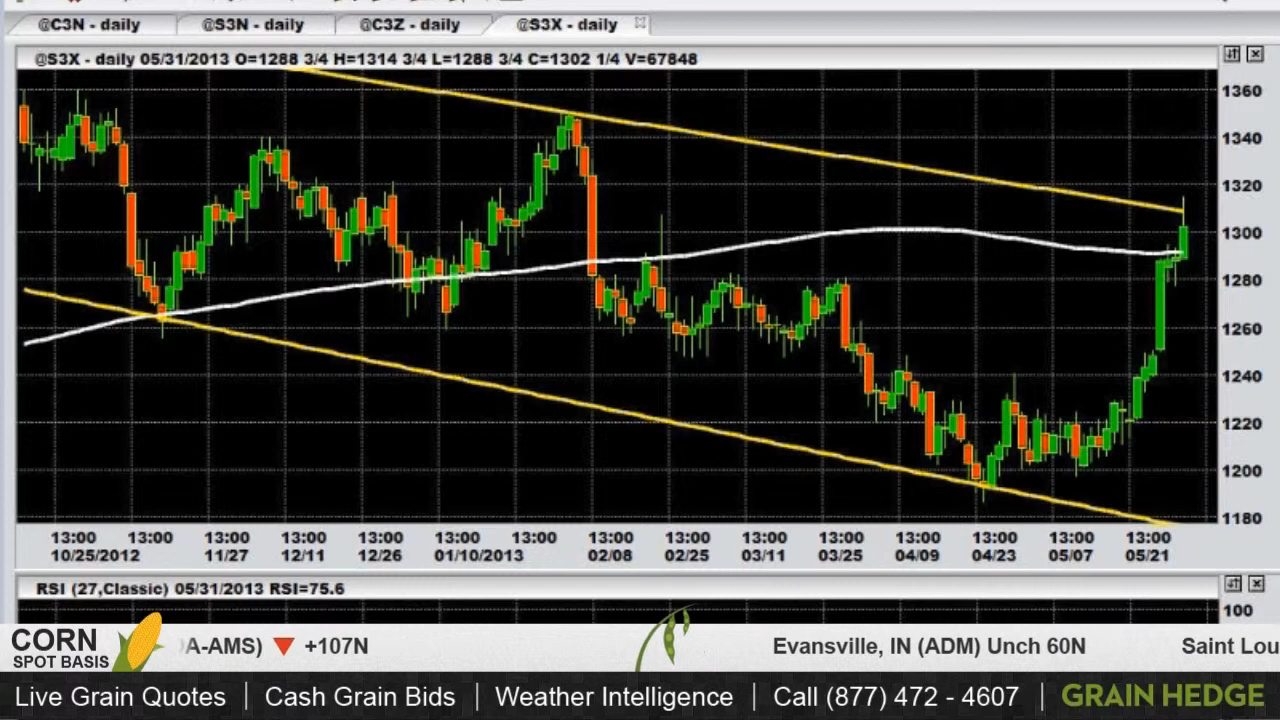 @C3N - daily @S3N - daily @C3Z - daily @S3X - daily
@S3X - daily 05/31/2013 O=1288 3/4 H=1314 3/4 L=1288 3/4 C=1302 1/4 V=67848
1360
1340
1320
1300
1280
1260
1240
1220
1200
1180
13:00 13:00 13:00 13:00 13:00 13:00 13:00 13:00 13:00 13:00 13:00 13:00 13:00 13:00 13:00
10/25/2012 11/27 12/11 12/26 01/10/2013 02/08 02/25 03/11 03/25 04/09 04/23 05/07 05/21
RSI (27,Classic) 05/31/2013 RSI=75.6
100
CORN
SPOT BASIS
A-AMS) +107N Evansville, IN (ADM) Unch 60N Saint Lou
Live Grain Quotes | Cash Grain Bids | Weather Intelligence | Call (877) 472 - 4607 | GRAIN HEDGE